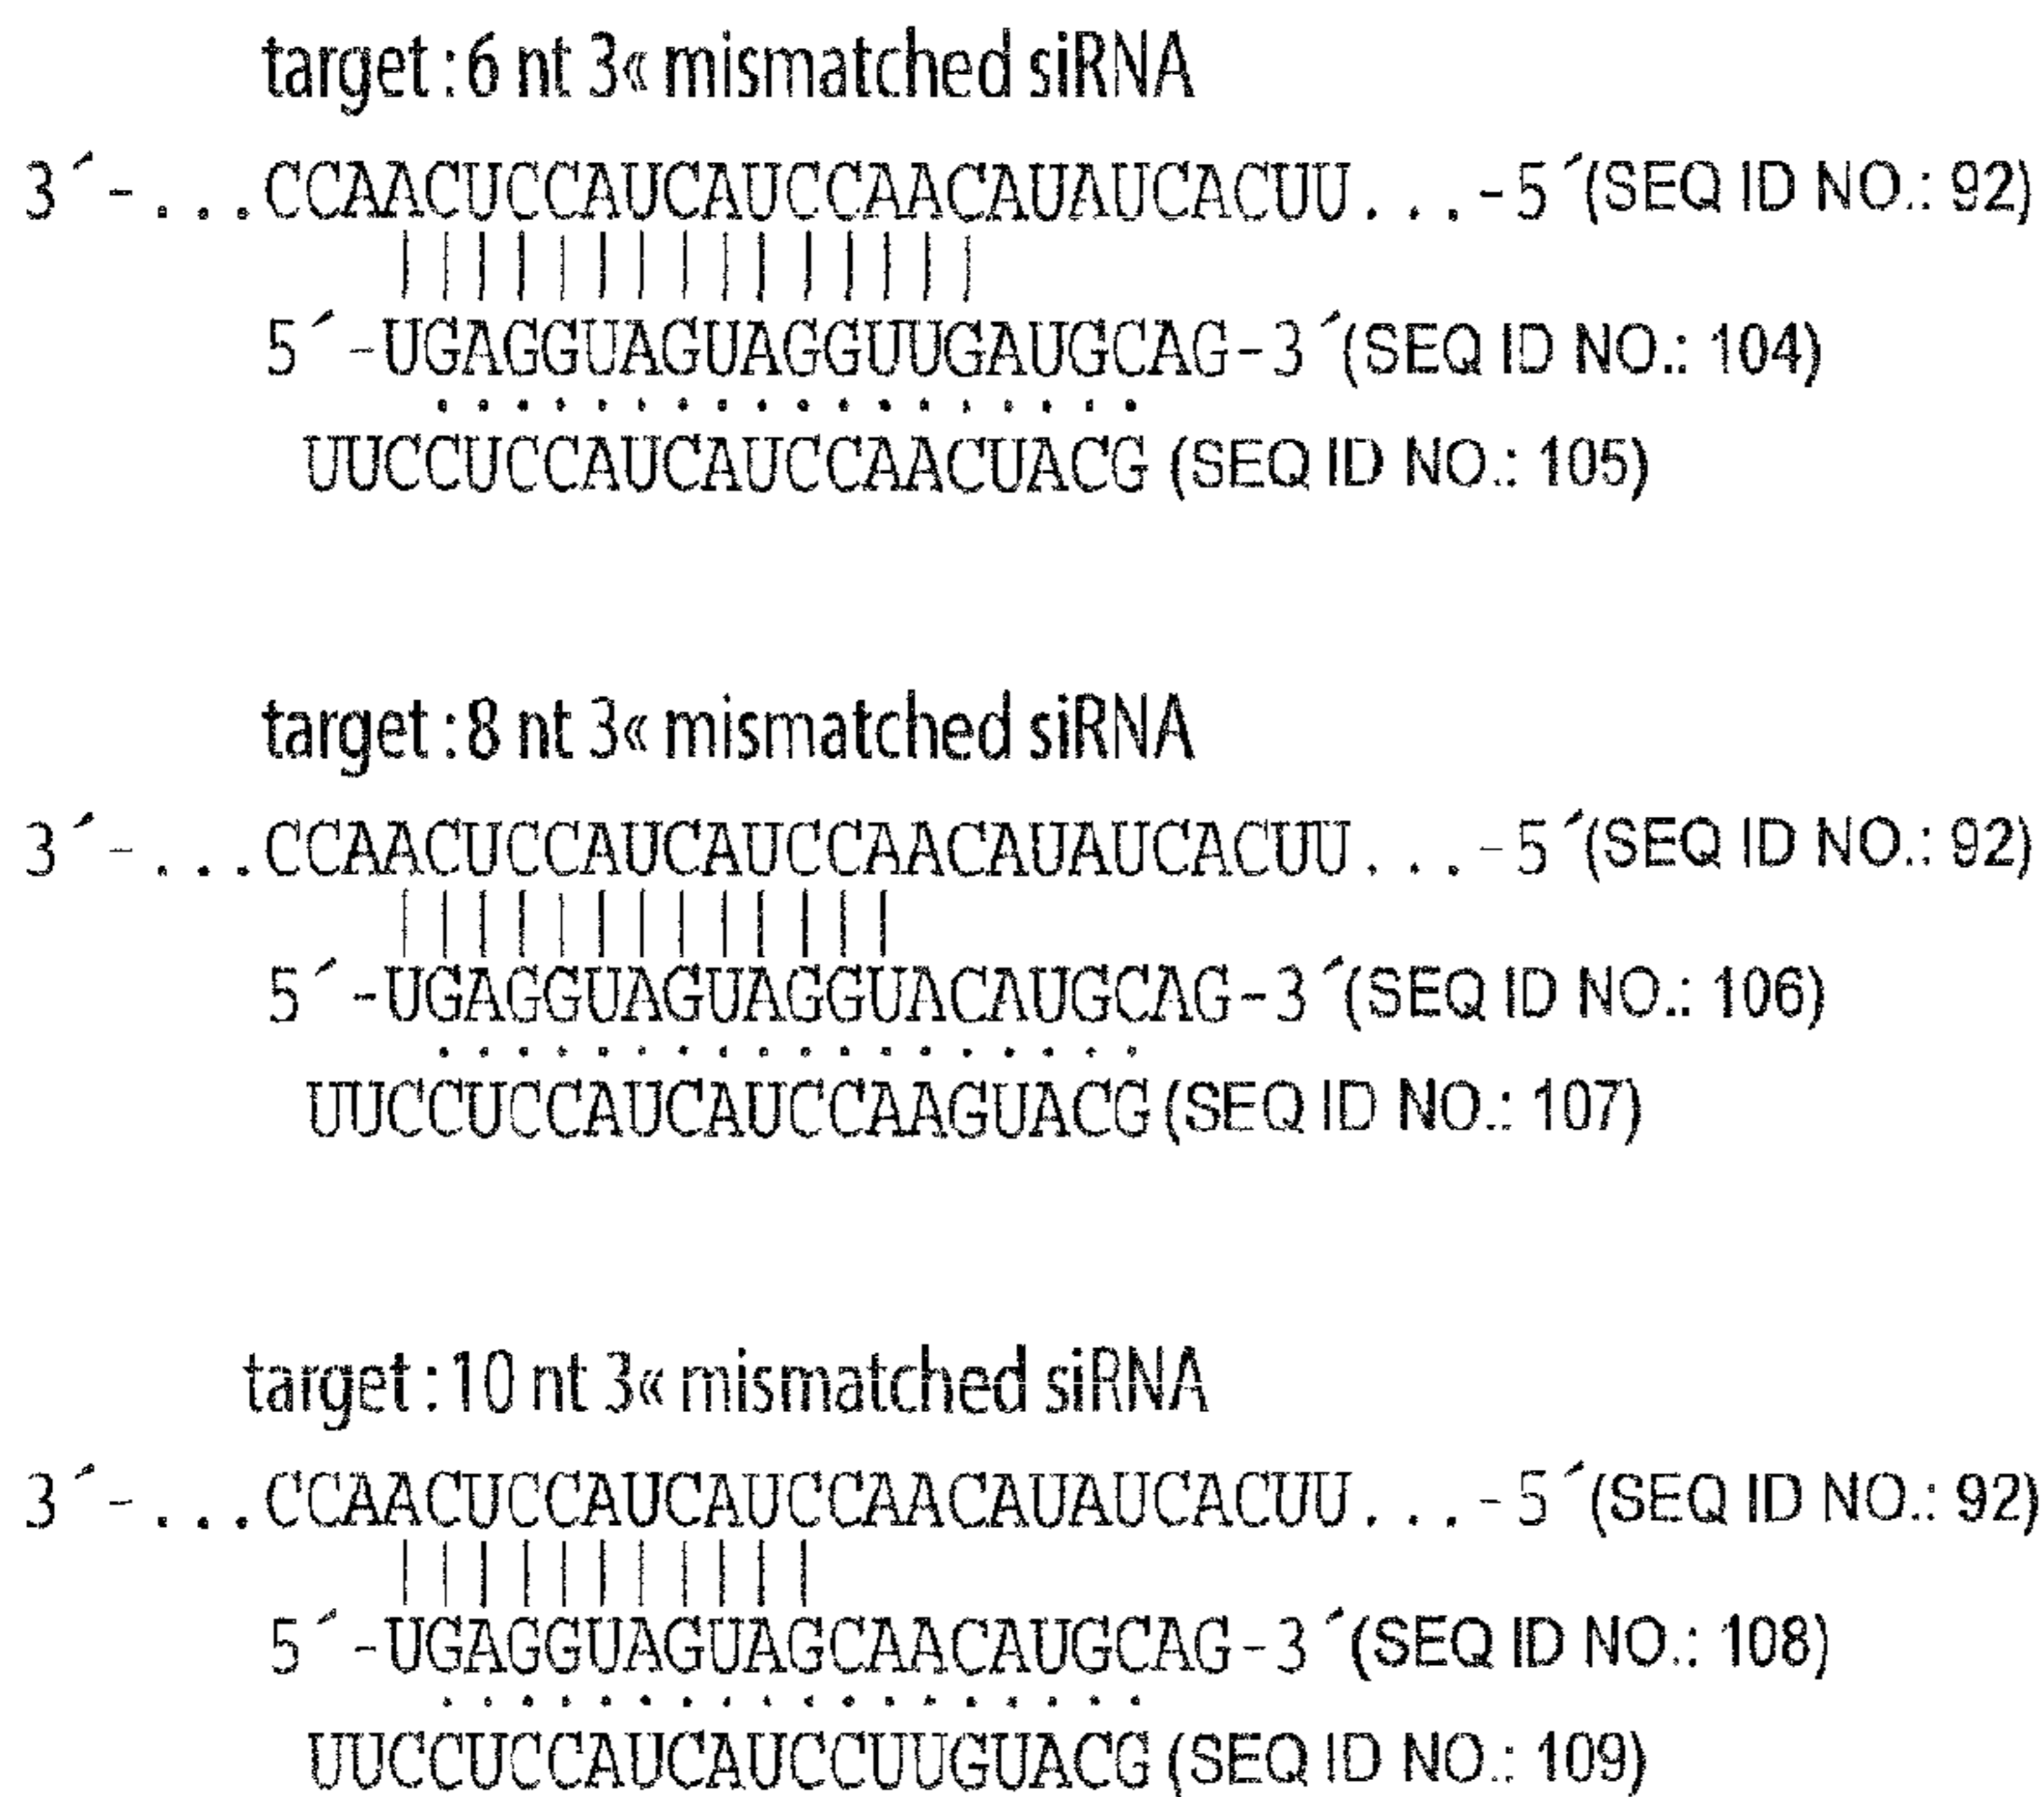 target:6 nt 3« mismatched siRNA
3´-...CCAACUCCAUCAUCCAACAUAUCACUU...-5´(SEQ ID NO.: 92)
5´-UGAGGUAGUAGGUUGAUGCAG-3´(SEQ ID NO.: 104)
UUCCUCCAUCAUCCAACUACG (SEQ ID NO.: 105)
target:8 nt 3« mismatched siRNA
3´-...CCAACUCCAUCAUCCAACAUAUCACUU...-5´(SEQ ID NO.: 92)
5´-UGAGGUAGUAGGUACAUGCAG-3´(SEQ ID NO.: 106)
UUCCUCCAUCAUCCAAGUACG (SEQ ID NO.: 107)
target:10 nt 3« mismatched siRNA
3´-...CCAACUCCAUCAUCCAACAUAUCACUU...-5´(SEQ ID NO.: 92)
5´-UGAGGUAGUAGCAACAUGCAG-3´(SEQ ID NO.: 108)
UUCCUCCAUCAUCCUUGUACG (SEQ ID NO.: 109)